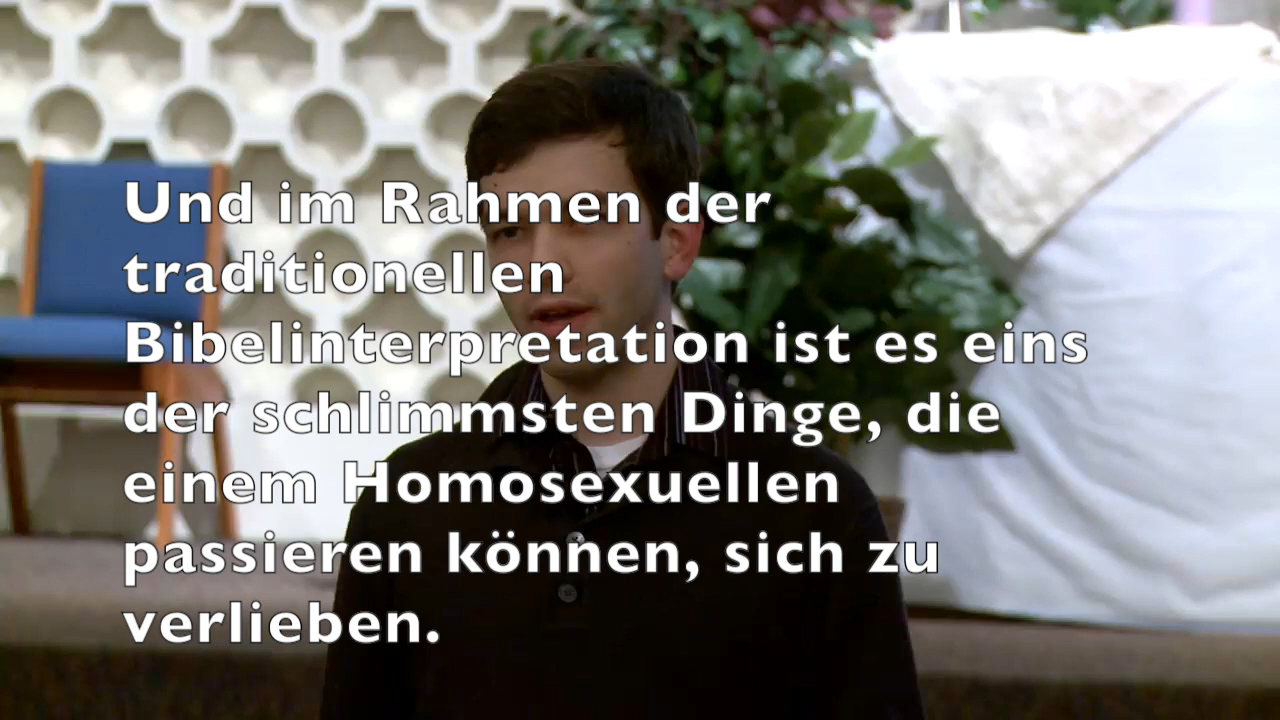 Und im Rahmen der
traditionellen
Bibelinterpretation ist es eins
der schlimmsten Dinge, die
einem Homosexuellen
passieren können, sich zu
verlieben.